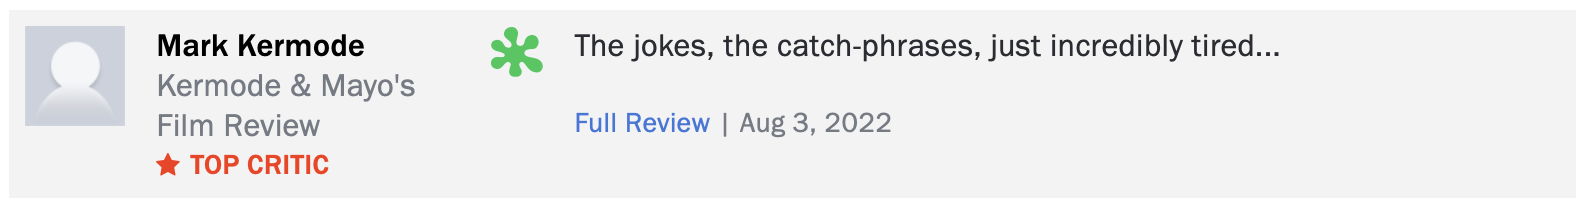 Mark Kermode
Kermode & Mayo's
Film Review
TOP CRITIC
The jokes, the catch-phrases, just incredibly tired...
Full Review | Aug 3, 2022